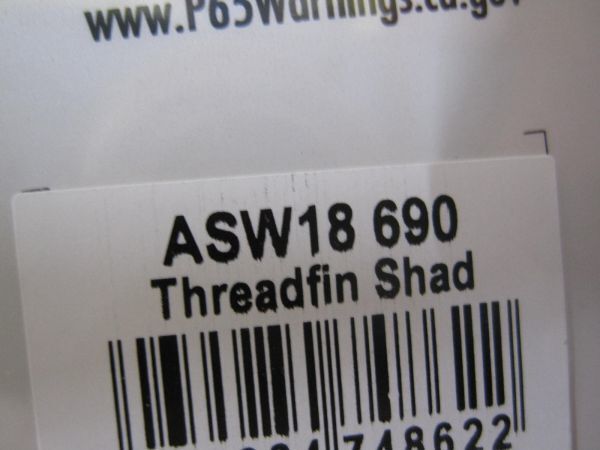 www.P65Warnings.ca.gov
ASW18 690
Threadfin Shad
748622